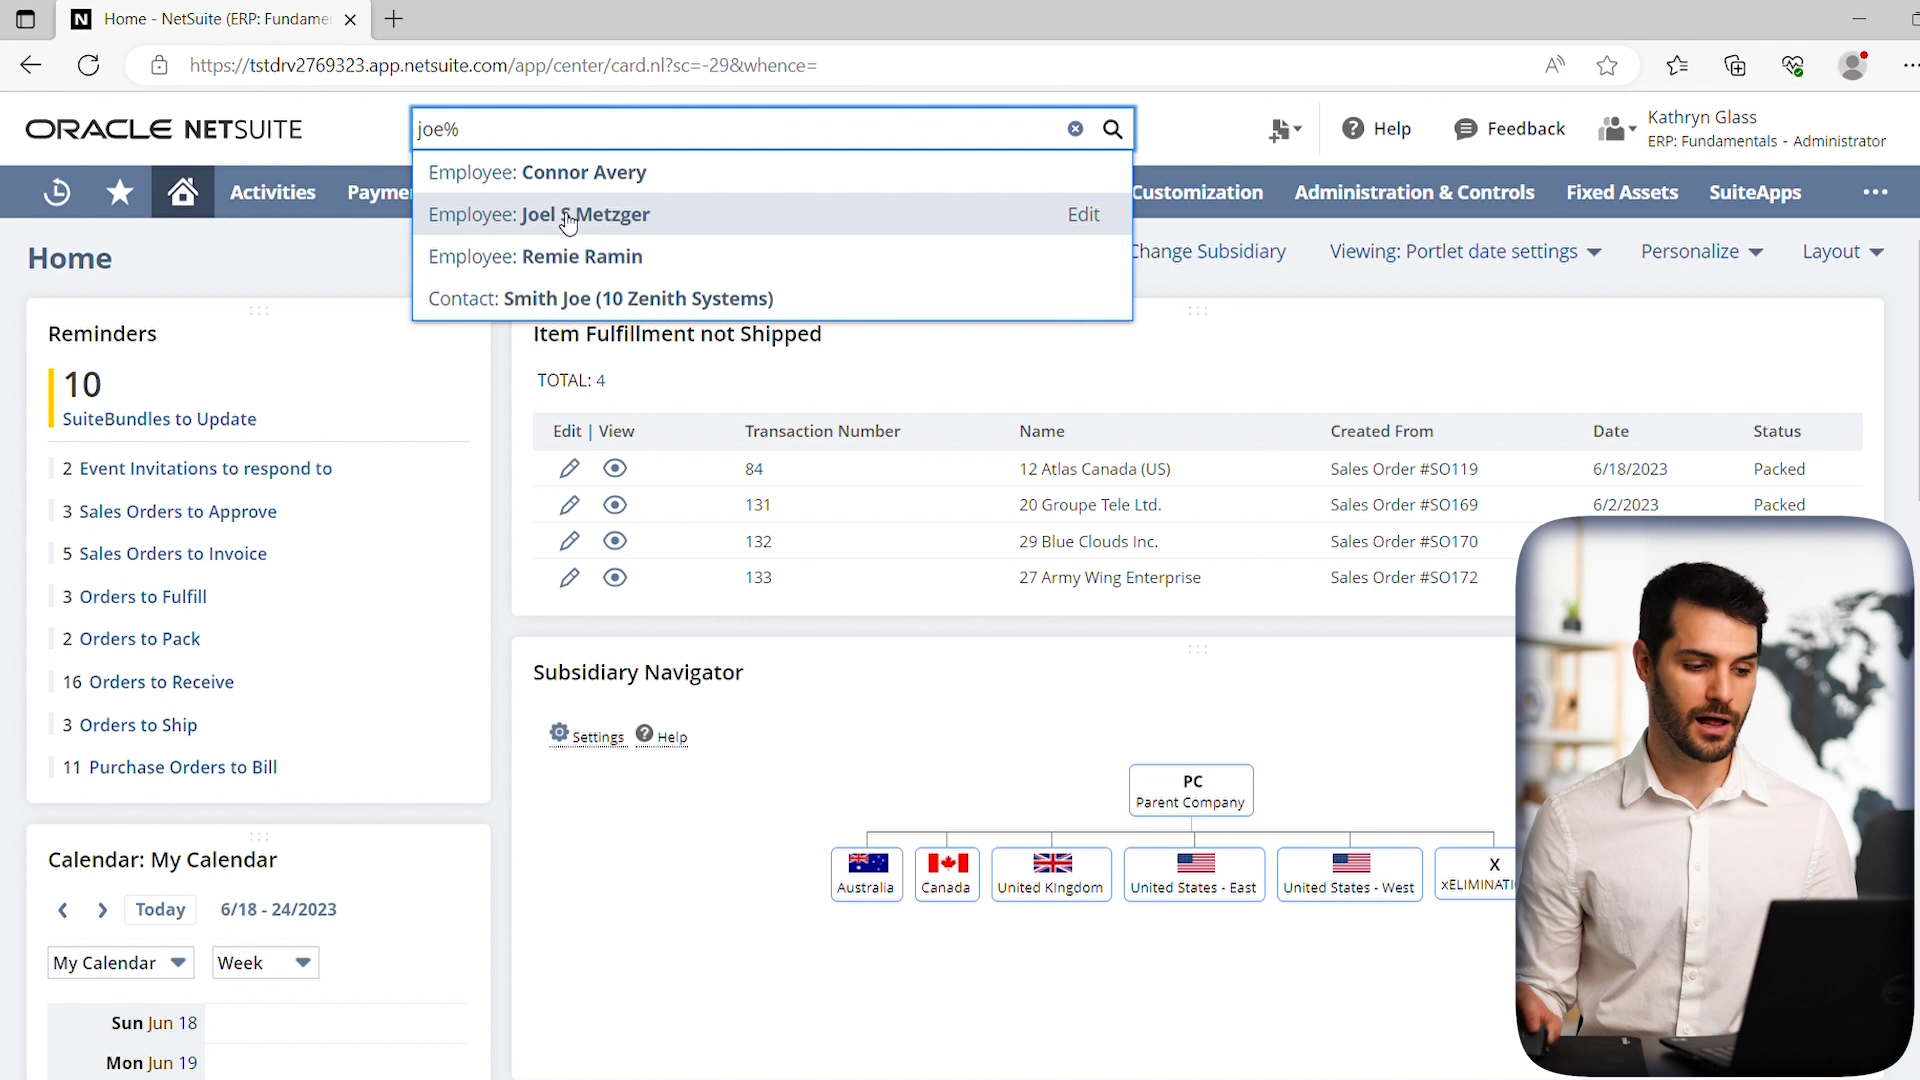 Home - NetSuite (ERP: Fundame
https://tstdrv2769323.app.netsuite.com/app/center/card.nl?sc=-29&whence=
ORACLE NETSUITE
joe%
Help
Feedback
Kathryn Glass
ERP: Fundamentals - Administrator
Employee: Connor Avery
Employee: Joel S Metzger
Edit
Employee: Remie Ramin
Contact: Smith Joe (10 Zenith Systems)
Activities
Customization
Administration & Controls
Fixed Assets
SuiteApps
Home
Change Subsidiary
Viewing: Portlet date settings
Personalize
Layout
Reminders
10
SuiteBundles to Update
2 Event Invitations to respond to
3 Sales Orders to Approve
5 Sales Orders to Invoice
3 Orders to Fulfill
2 Orders to Pack
16 Orders to Receive
3 Orders to Ship
11 Purchase Orders to Bill
Item Fulfillment not Shipped
TOTAL: 4
Edit | View Transaction Number Name Created From Date Status
84 12 Atlas Canada (US) Sales Order #SO119 6/18/2023 Packed
131 20 Groupe Tele Ltd. Sales Order #SO169 6/2/2023 Packed
132 29 Blue Clouds Inc. Sales Order #SO170
133 27 Army Wing Enterprise Sales Order #SO172
Subsidiary Navigator
Settings Help
PC
Parent Company
Australia
Canada
United Kingdom
United States - East
United States - West
X
xELIMINATI
Calendar: My Calendar
Today
6/18 - 24/2023
My Calendar
Week
Sun Jun 18
Mon Jun 19